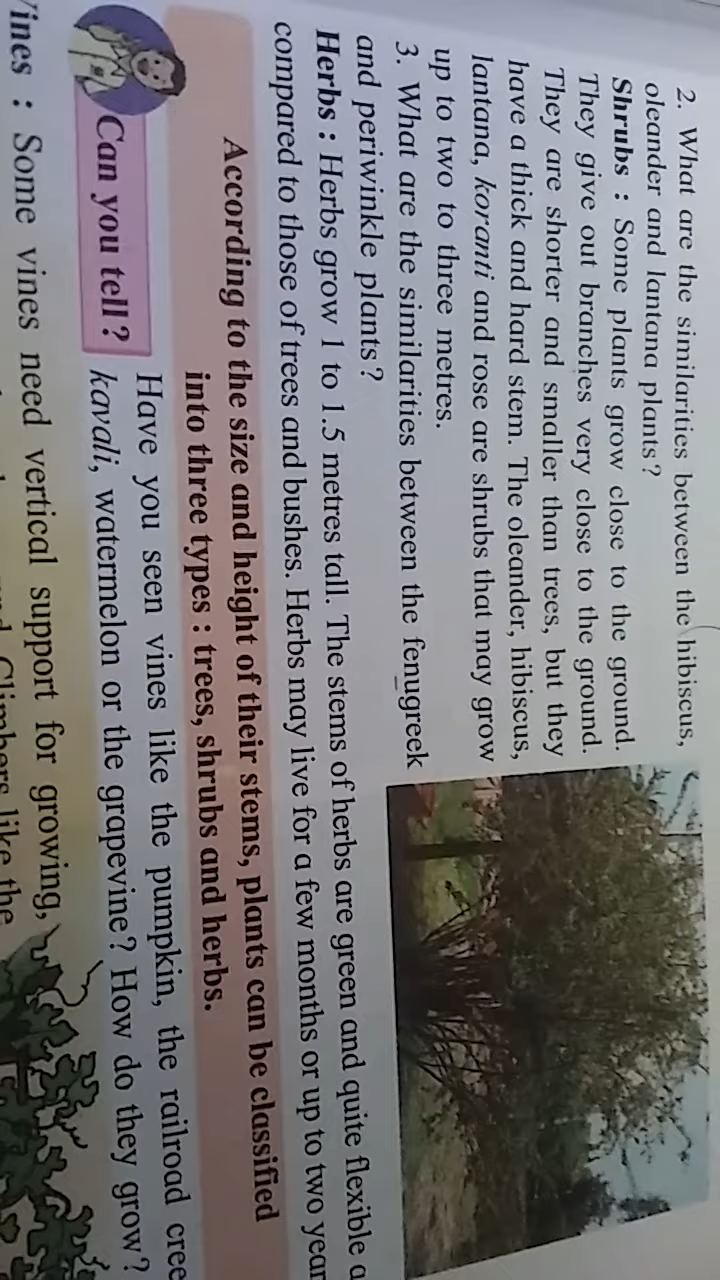 2. What are the similarities between the hibiscus,
oleander and lantana plants?
Shrubs : Some plants grow close to the ground.
They give out branches very close to the ground.
They are shorter and smaller than trees, but they
have a thick and hard stem. The oleander, hibiscus,
lantana, koranti and rose are shrubs that may grow
up to two to three metres.
3. What are the similarities between the fenugreek
and periwinkle plants?
Herbs : Herbs grow 1 to 1.5 metres tall. The stems of herbs are green and quite flexible
compared to those of trees and bushes. Herbs may live for a few months or up to two
According to the size and height of their stems, plants can be classified
into three types : trees, shrubs and herbs.
Can you tell?
Have you seen vines like the pumpkin, the railroad
kavali, watermelon or the grapevine? How do they grow?
Vines : Some vines need vertical support for growing,
Climbers like the